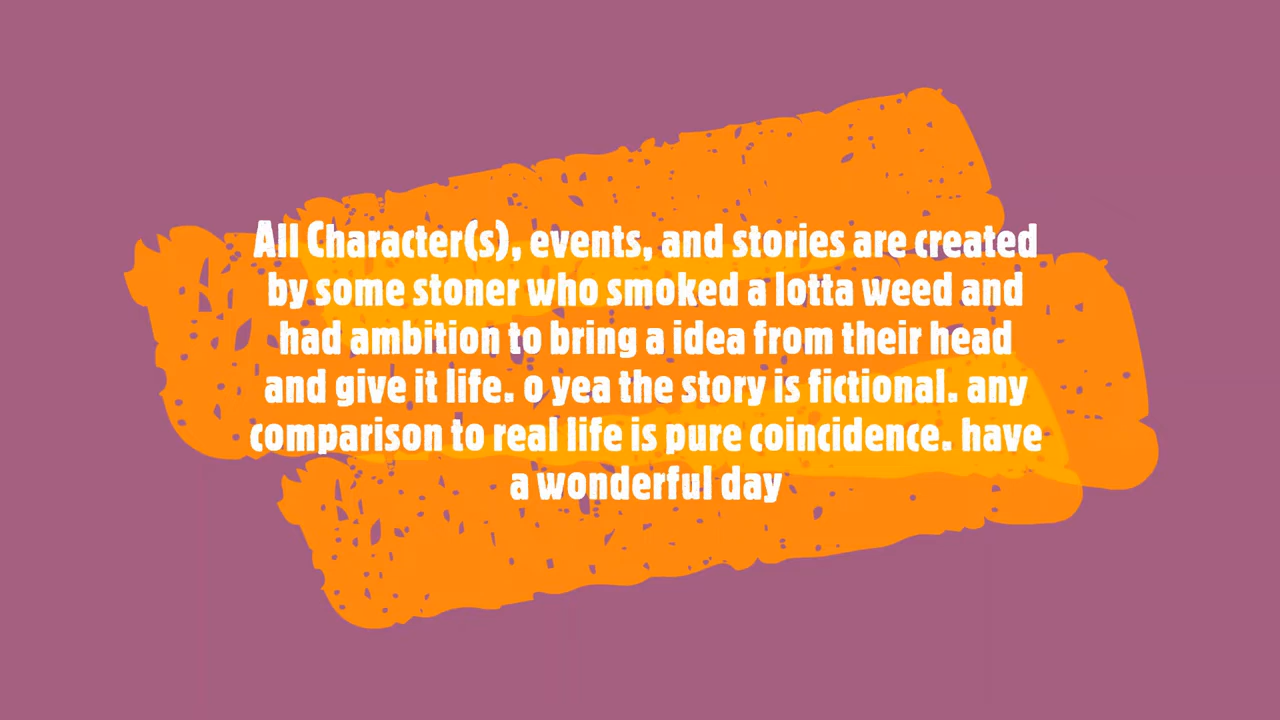 All Character(s), events, and stories are created
by some stoner who smoked a lotta weed and
had ambition to bring a idea from their head
and give it life. o yea the story is fictional. any
comparison to real life is pure coincidence. have
a wonderful day